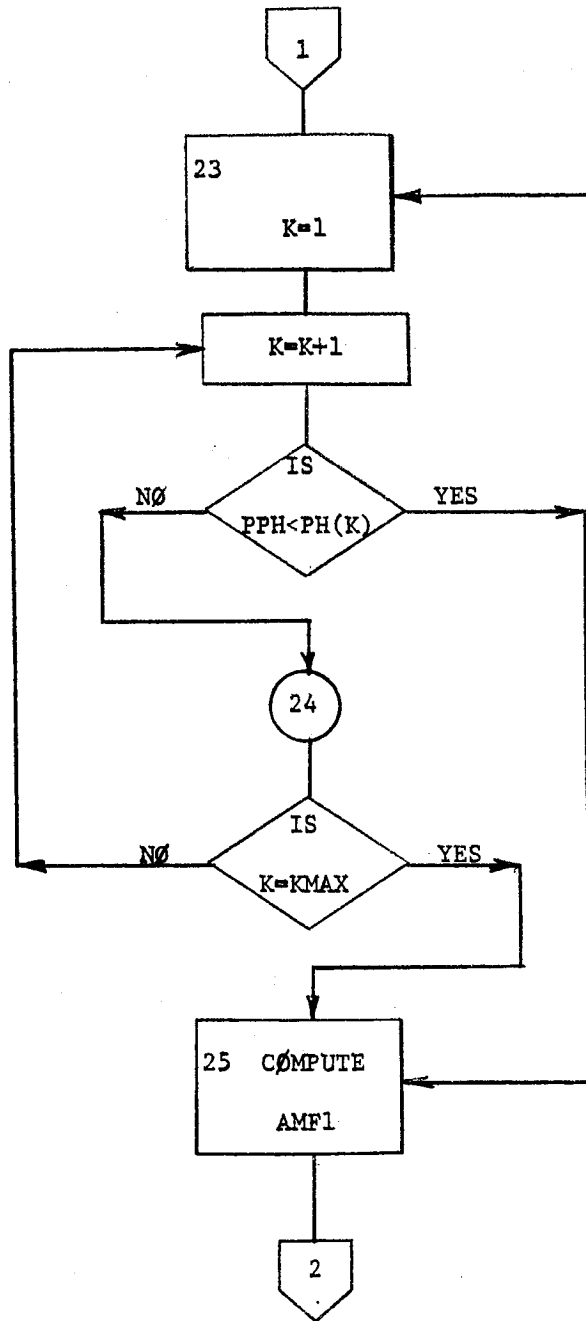 1
23
K=1
K=K+1
IS
NØ
YES
PPH<PH(K)
24
IS
NØ
YES
K=KMAX
25 CØMPUTE
AMF1
2